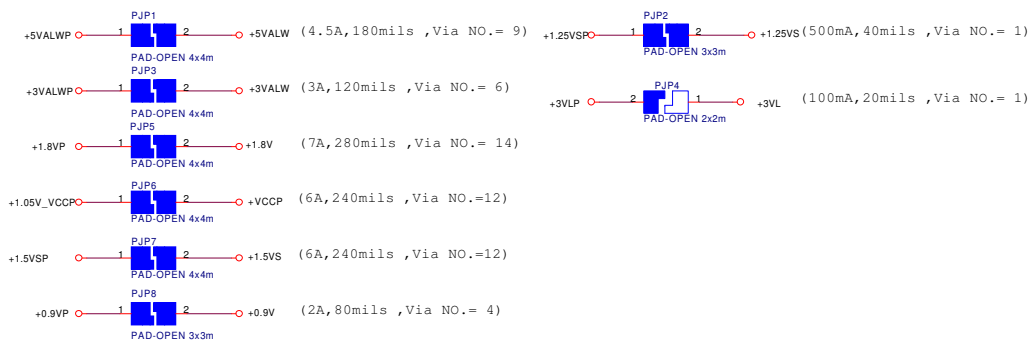 PJP1
+5VALWP 1 2 +5VALW (4.5A,180mils ,Via NO.= 9)
PAD-OPEN 4x4m
PJP3
+3VALWP 1 2 +3VALW (3A,120mils ,Via NO.= 6)
PAD-OPEN 4x4m
PJP5
+1.8VP 1 2 +1.8V (7A,280mils ,Via NO.= 14)
PAD-OPEN 4x4m
PJP6
+1.05V_VCCP 1 2 +VCCP (6A,240mils ,Via NO.=12)
PAD-OPEN 4x4m
PJP7
+1.5VSP 1 2 +1.5VS (6A,240mils ,Via NO.=12)
PAD-OPEN 4x4m
PJP8
+0.9VP 1 2 +0.9V (2A,80mils ,Via NO.= 4)
PAD-OPEN 3x3m
PJP2
+1.25VSP 1 2 +1.25VS (500mA,40mils ,Via NO.= 1)
PAD-OPEN 3x3m
PJP4
+3VLP 2 1 +3VL (100mA,20mils ,Via NO.= 1)
PAD-OPEN 2x2m